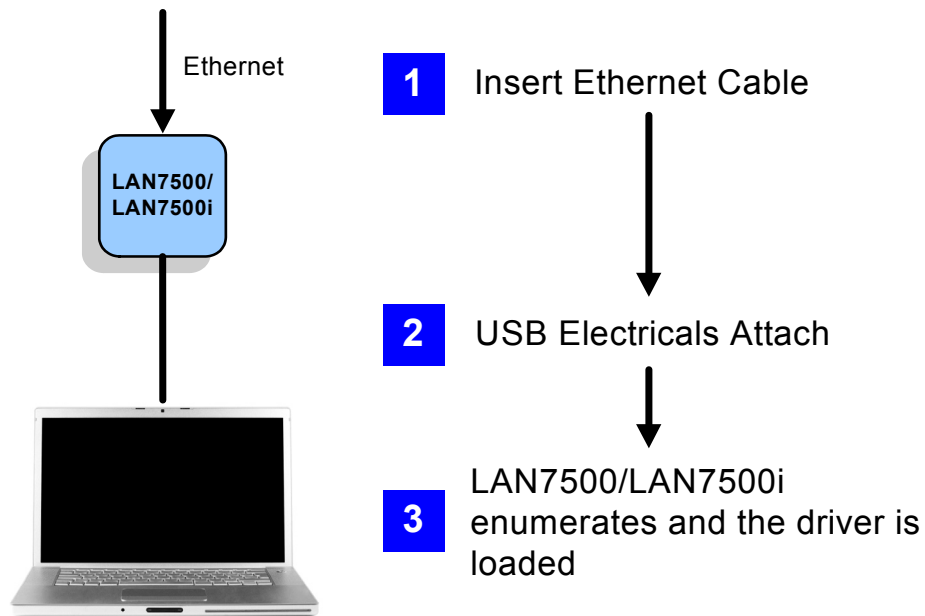 Ethernet
LAN7500/
LAN7500i
1
Insert Ethernet Cable
2
USB Electricals Attach
3
LAN7500/LAN7500i
enumerates and the driver is
loaded